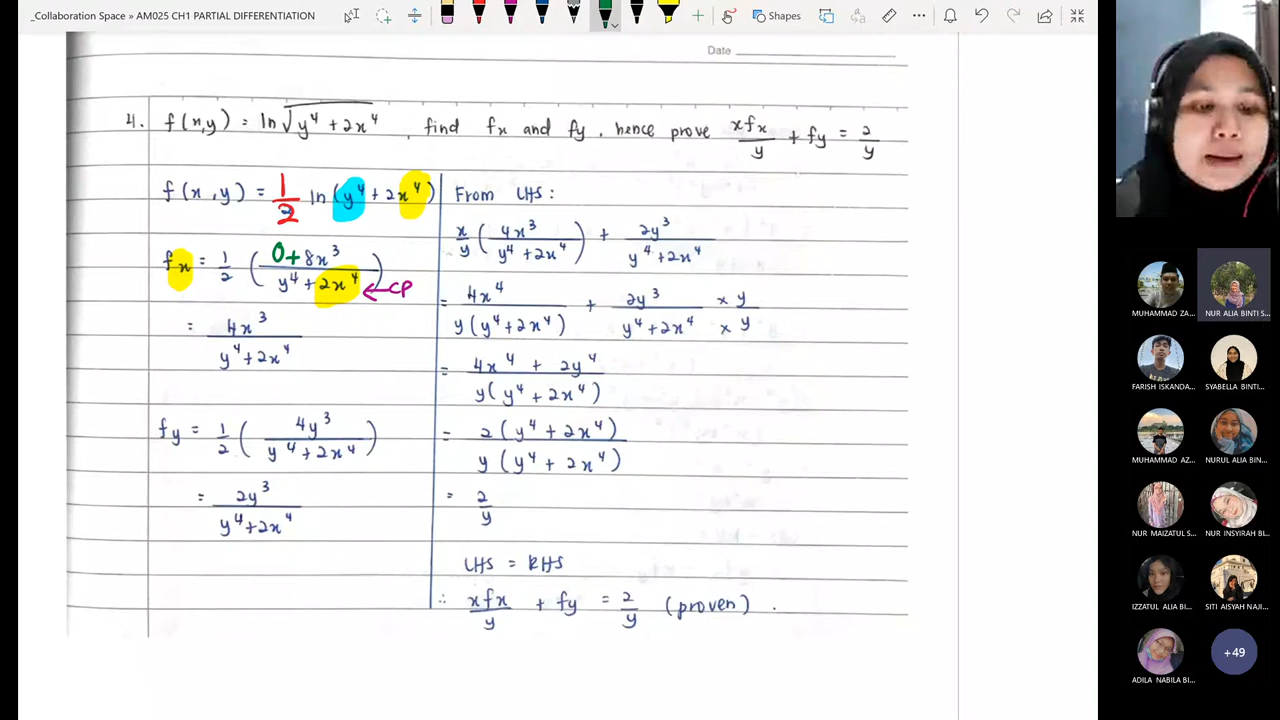 _Collaboration Space » AM025 CH1 PARTIAL DIFFERENTIATION
Shapes
Date
4. f(x,y) = ln √(y⁴ + 2x⁴) , find fx and fy, hence prove xfx/y + fy = 2/y
f(x,y) = 1/2 ln (y⁴ + 2x⁴)
fx = 1/2 ( (0 + 8x³)/(y⁴ + 2x⁴) ) ← CP
= 4x³/(y⁴ + 2x⁴)
fy = 1/2 ( 4y³/(y⁴ + 2x⁴) )
= 2y³/(y⁴ + 2x⁴)
From LHS :
x/y ( 4x³/(y⁴ + 2x⁴) ) + 2y³/(y⁴ + 2x⁴)
= 4x⁴/(y(y⁴ + 2x⁴)) + 2y³/(y⁴ + 2x⁴) × y/× y
= (4x⁴ + 2y⁴)/(y(y⁴ + 2x⁴))
= 2(y⁴ + 2x⁴)/(y(y⁴ + 2x⁴))
= 2/y
LHS = RHS
∴ xfx/y + fy = 2/y (proven) .
MUHAMMAD ZA...
NUR ALIA BINTI S...
FARISH ISKANDA...
SYABELLA BINTI...
MUHAMMAD AZ...
NURUL ALIA BIN...
NUR MAIZATUL S...
NUR INSYIRAH BI...
IZZATUL ALIA BI...
SITI AISYAH NAJI...
ADILA NABILA BI...
+49